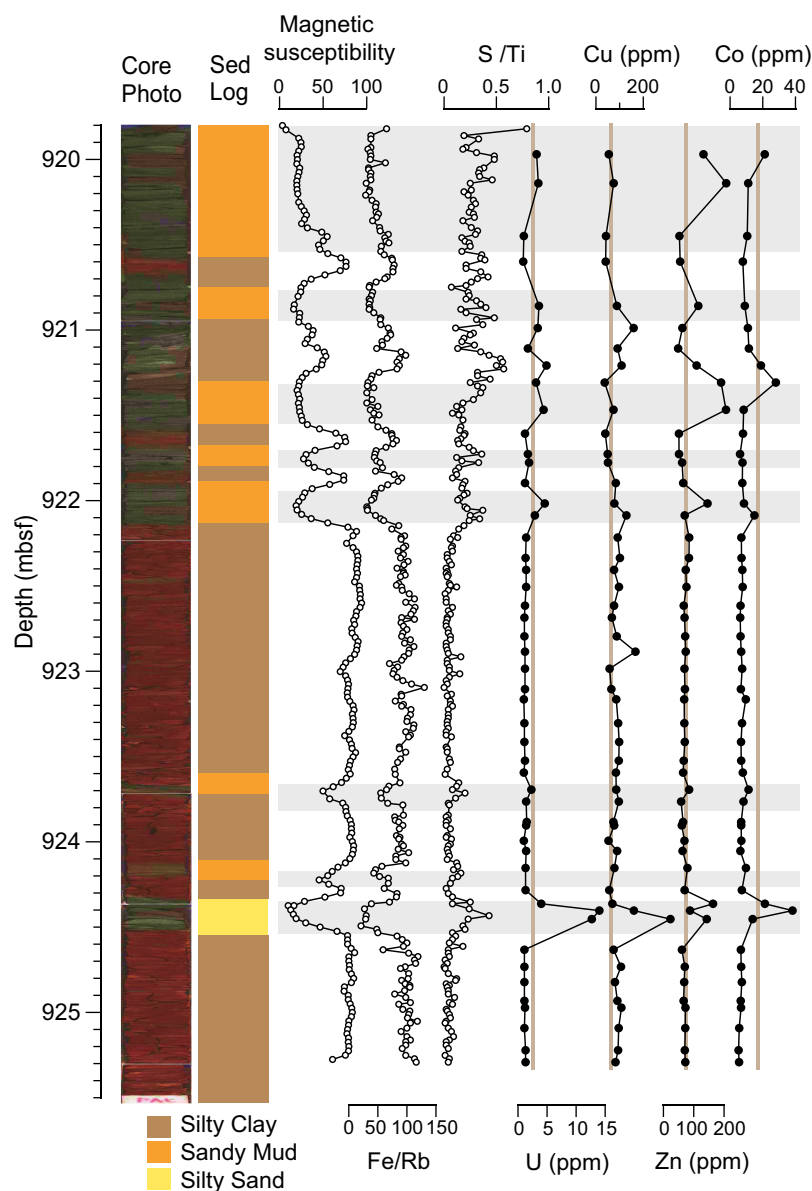 Magnetic
susceptibility
Core
Photo
Sed
Log
S /Ti
Cu (ppm)
Co (ppm)
0 50 100
0 0.5 1.0
0 200
0 20 40
920
921
922
923
924
925
Depth (mbsf)
Silty Clay
Sandy Mud
Silty Sand
0 50 100 150
Fe/Rb
0 5 10 15
U (ppm)
0 100 200
Zn (ppm)